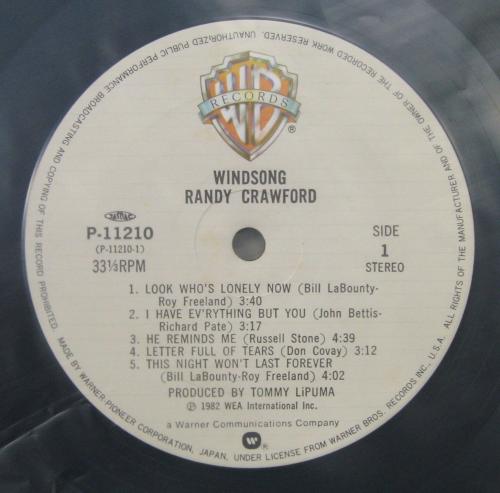 UNAUTHORIZED PUBLIC PERFORMANCE BROADCASTING AND COPYING OF THIS RECORD PROHIBITED.
ALL RIGHTS OF THE MANUFACTURER AND OF THE OWNER OF THE RECORDED WORK RESERVED.
WB
RECORDS
®
WINDSONG
RANDY CRAWFORD
P-11210
(P-11210-1)
33⅓RPM
SIDE
1
STEREO
1. LOOK WHO'S LONELY NOW (Bill LaBounty-
Roy Freeland) 3:40
2. I HAVE EV'RYTHING BUT YOU (John Bettis-
Richard Pate) 3:17
3. HE REMINDS ME (Russell Stone) 4:39
4. LETTER FULL OF TEARS (Don Covay) 3:12
5. THIS NIGHT WON'T LAST FOREVER
(Bill LaBounty-Roy Freeland) 4:02
PRODUCED BY TOMMY LiPUMA
℗ 1982 WEA International Inc.
a Warner Communications Company
MADE BY WARNER-PIONEER CORPORATION, JAPAN, UNDER LICENSE FROM WARNER BROS. RECORDS INC., U.S.A.